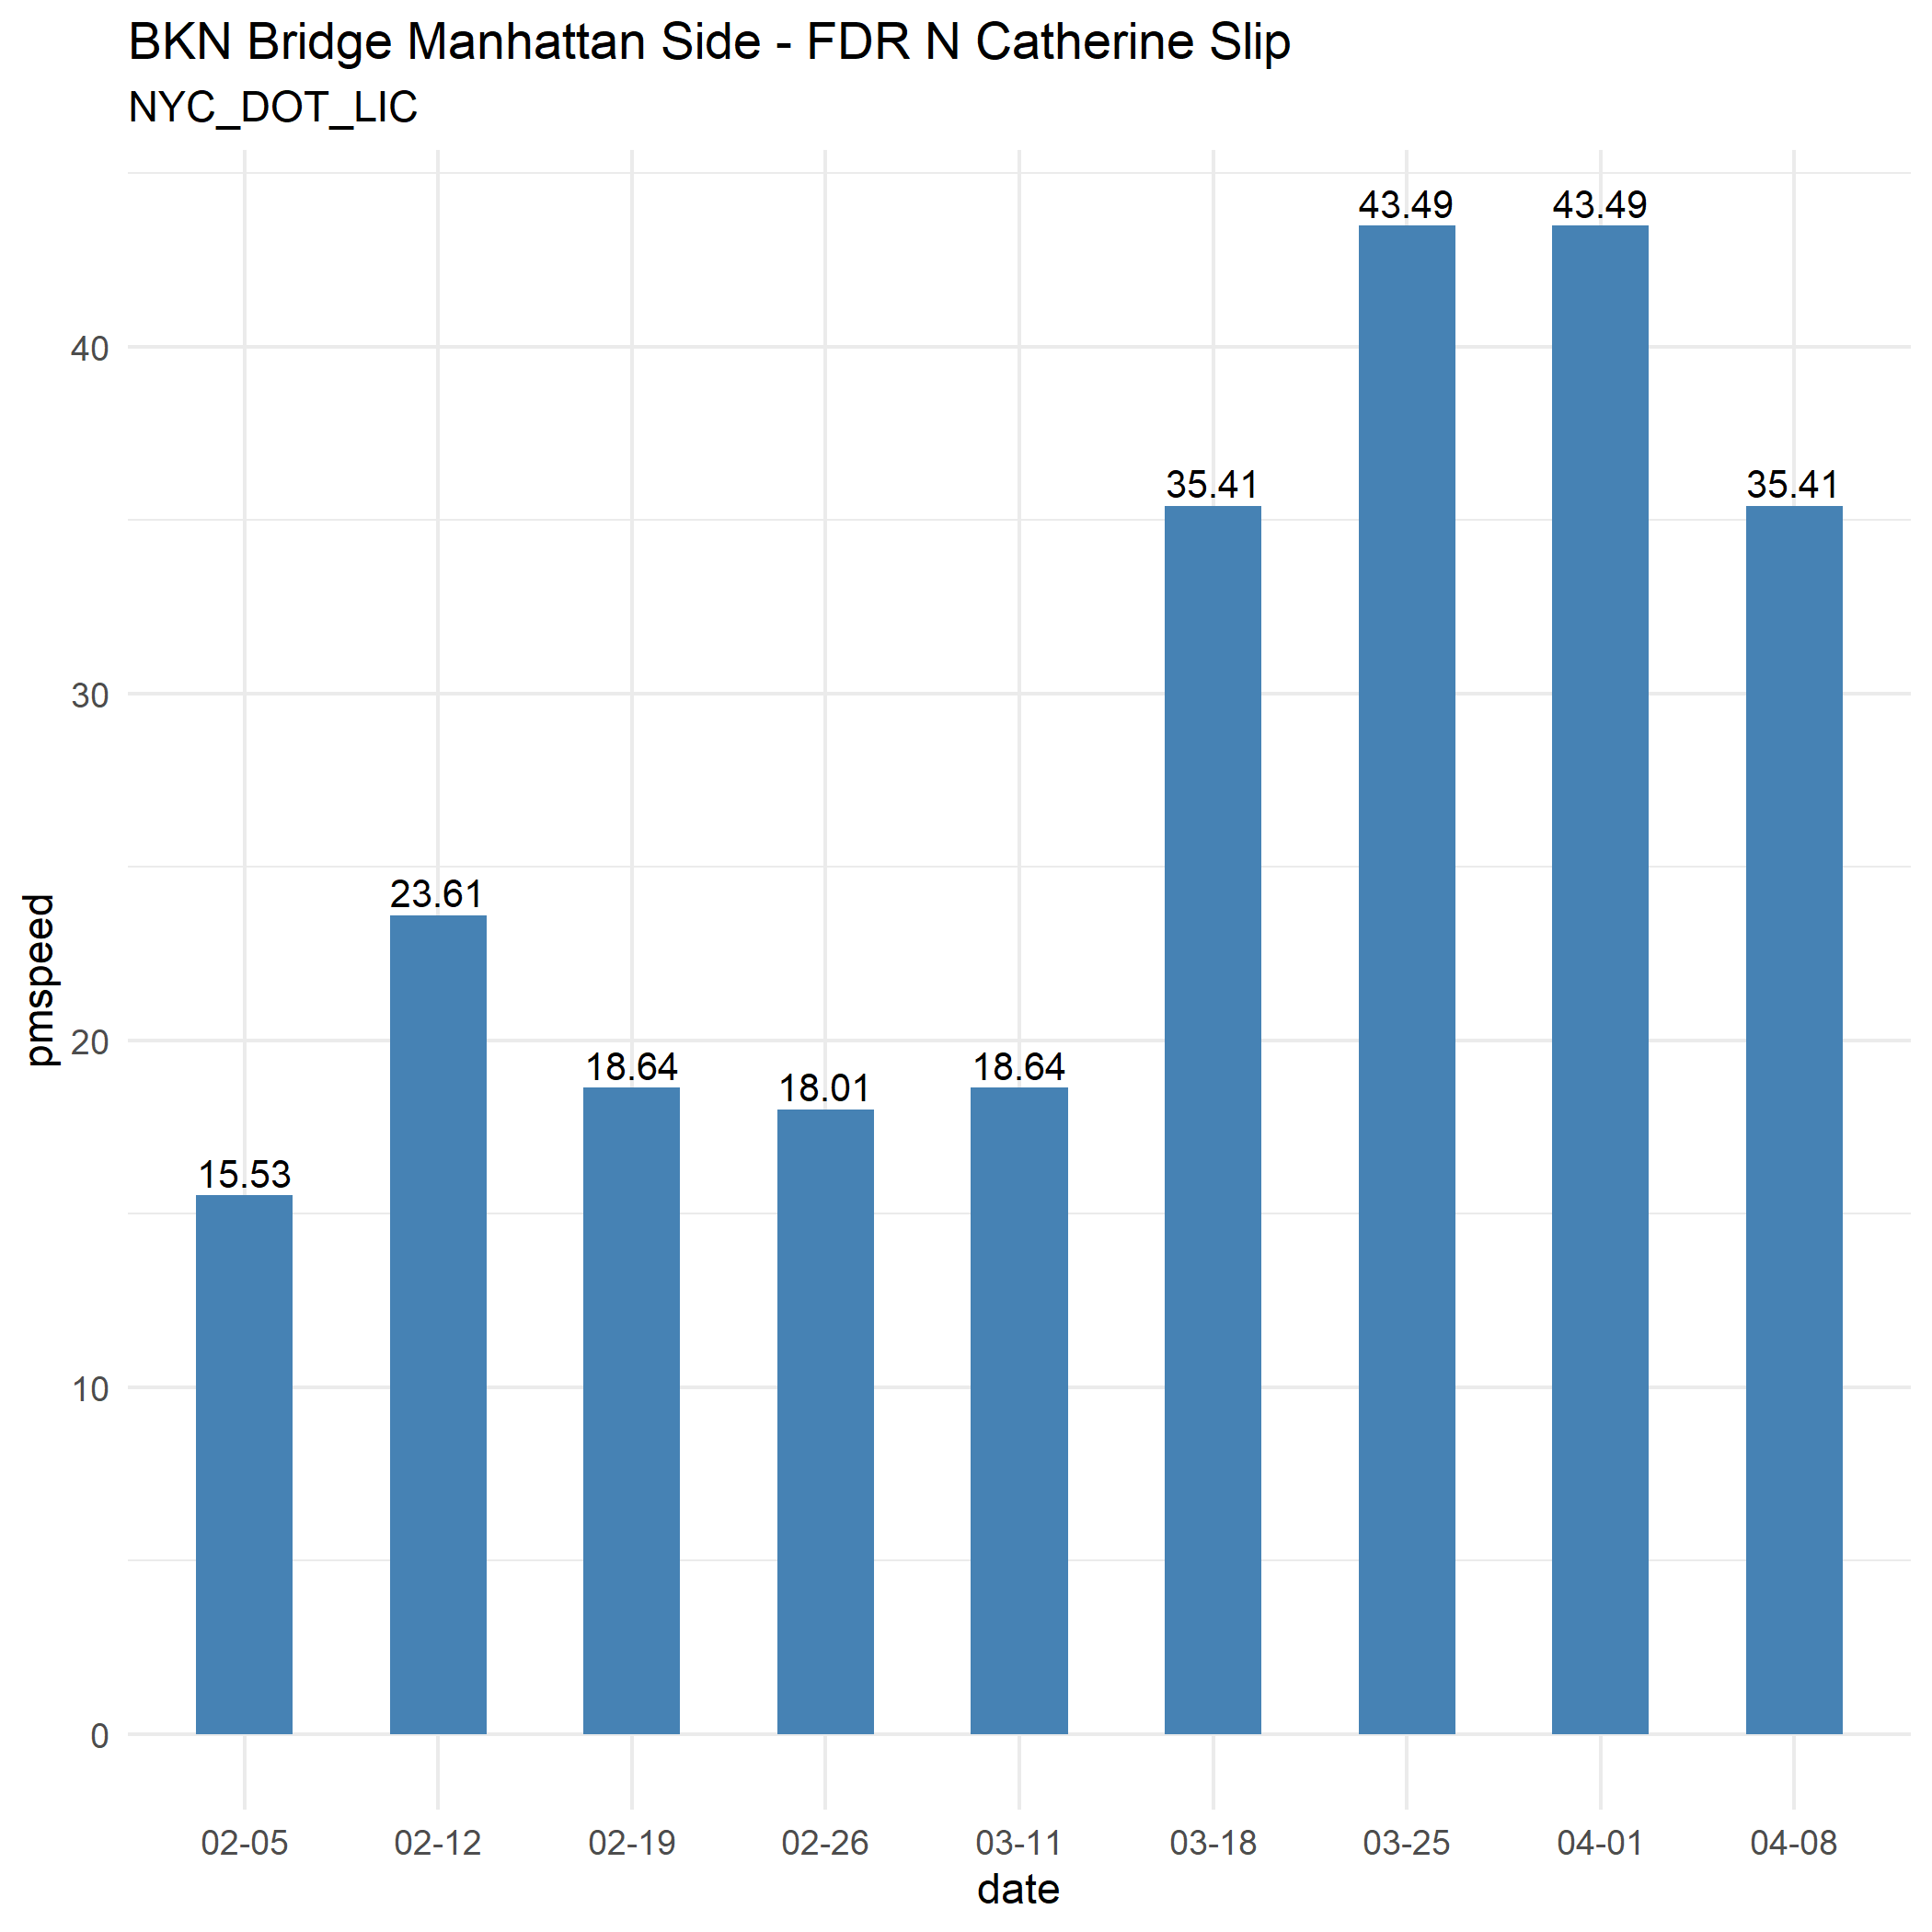 BKN Bridge Manhattan Side - FDR N Catherine Slip
NYC_DOT_LIC
43.49 43.49
40
35.41 35.41
30
23.61
pmspeed
20
18.64 18.01 18.64
15.53
10
0
02-05 02-12 02-19 02-26 03-11 03-18 03-25 04-01 04-08
date